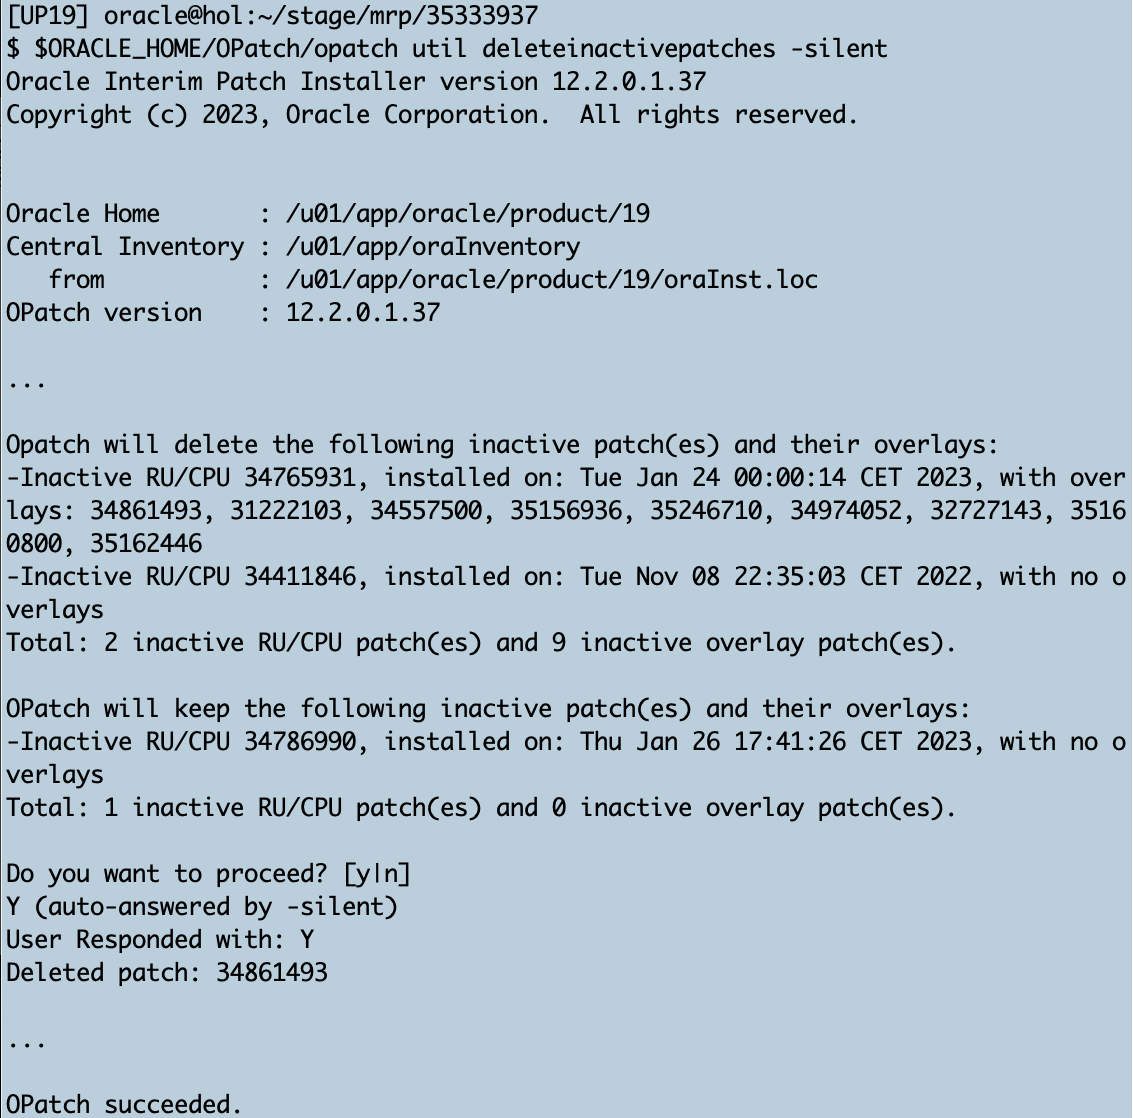 [UP19] oracle@hol:~/stage/mrp/35333937
$ $ORACLE_HOME/OPatch/opatch util deleteinactivepatches -silent
Oracle Interim Patch Installer version 12.2.0.1.37
Copyright (c) 2023, Oracle Corporation.  All rights reserved.
Oracle Home       : /u01/app/oracle/product/19
Central Inventory : /u01/app/oraInventory
   from           : /u01/app/oracle/product/19/oraInst.loc
OPatch version    : 12.2.0.1.37
...
Opatch will delete the following inactive patch(es) and their overlays:
-Inactive RU/CPU 34765931, installed on: Tue Jan 24 00:00:14 CET 2023, with over
lays: 34861493, 31222103, 34557500, 35156936, 35246710, 34974052, 32727143, 3516
0800, 35162446
-Inactive RU/CPU 34411846, installed on: Tue Nov 08 22:35:03 CET 2022, with no o
verlays
Total: 2 inactive RU/CPU patch(es) and 9 inactive overlay patch(es).
OPatch will keep the following inactive patch(es) and their overlays:
-Inactive RU/CPU 34786990, installed on: Thu Jan 26 17:41:26 CET 2023, with no o
verlays
Total: 1 inactive RU/CPU patch(es) and 0 inactive overlay patch(es).
Do you want to proceed? [y|n]
Y (auto-answered by -silent)
User Responded with: Y
Deleted patch: 34861493
...
OPatch succeeded.